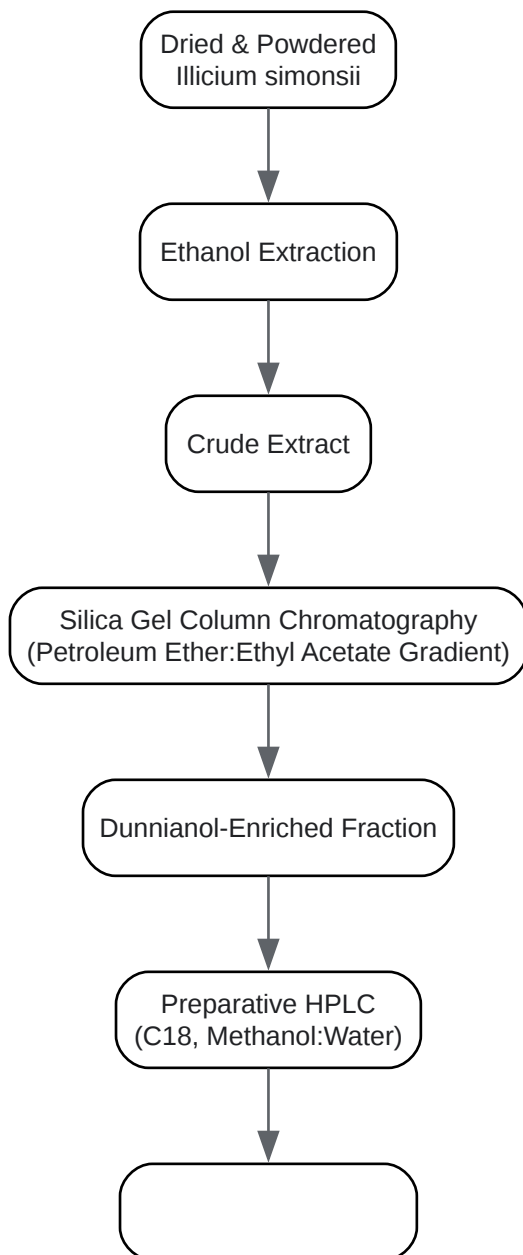 Dried & Powdered
Illicium simonsii
Ethanol Extraction
Crude Extract
Silica Gel Column Chromatography
(Petroleum Ether:Ethyl Acetate Gradient)
Dunnianol-Enriched Fraction
Preparative HPLC
(C18, Methanol:Water)